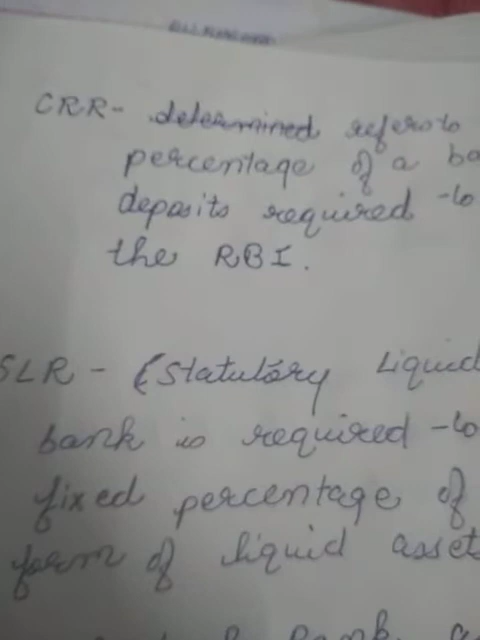 CRR - determined refers to
percentage of a ba
deposits required to
the RBI.
SLR - (Statutory Liquid
bank is required to
fixed percentage of
form of liquid asset